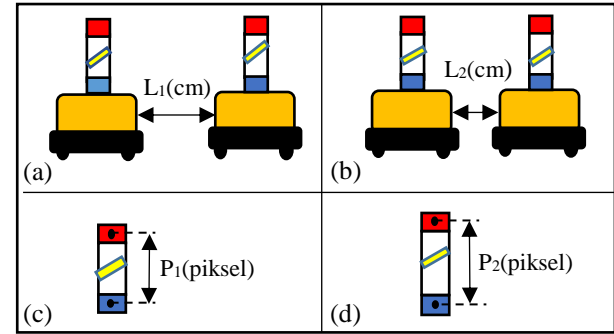 L₁(cm)
(a)
L₂(cm)
(b)
P₁(piksel)
(c)
P₂(piksel)
(d)